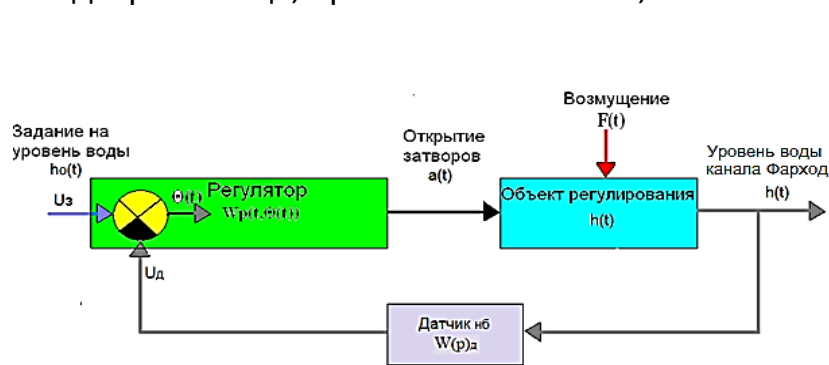 Возмущение
F(t)
Задание на
уровень воды
h₀(t)
Открытие
затворов
a(t)
Уровень воды
канала Фарход
h(t)
Uз
Θ(t)
Регулятор
Wp(t,Θ(t))
Объект регулирования
h(t)
Uд
Датчик нб
W(p)д